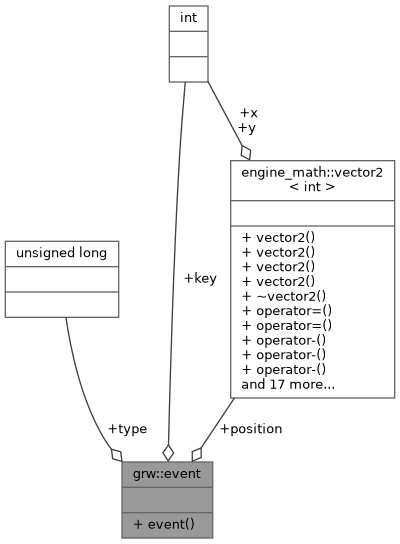 int
+x
+y
engine_math::vector2
< int >
+ vector2()
+ vector2()
+ vector2()
+ vector2()
+ ~vector2()
+ operator=()
+ operator=()
+ operator-()
+ operator-()
+ operator-()
and 17 more...
unsigned long
+key
+type
+position
grw::event
+ event()